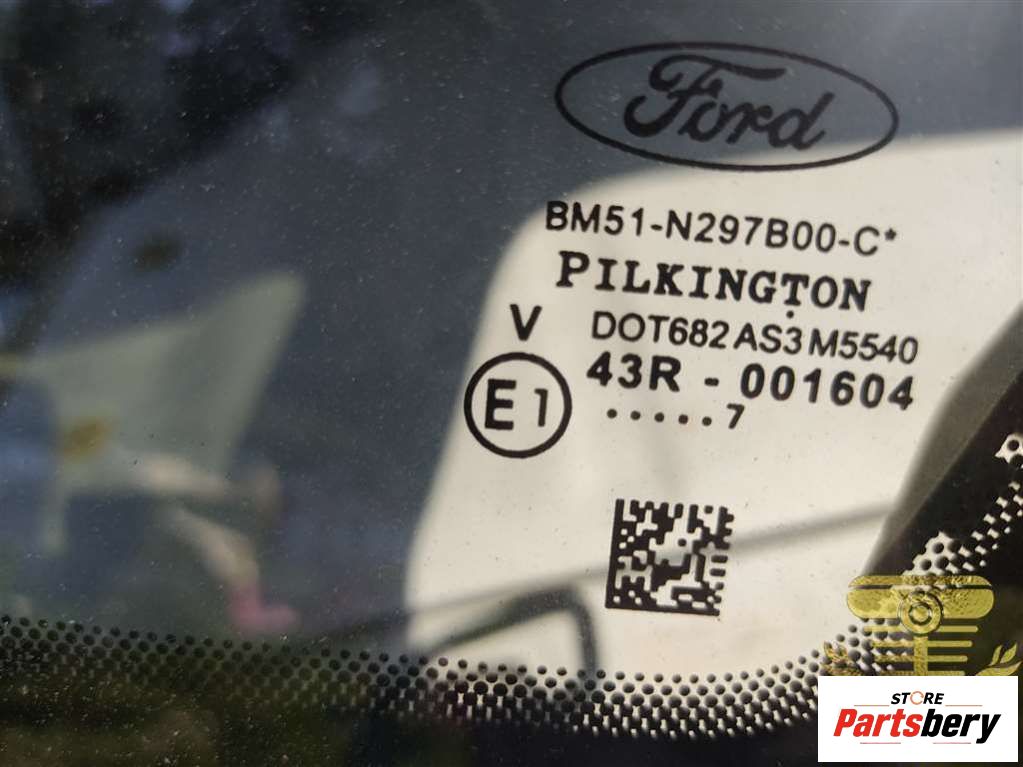 Ford
BM51-N297B00-C*
PILKINGTON
V DOT682 AS3 M5540
E1 43R - 001604
.....7
STORE
Partsbery